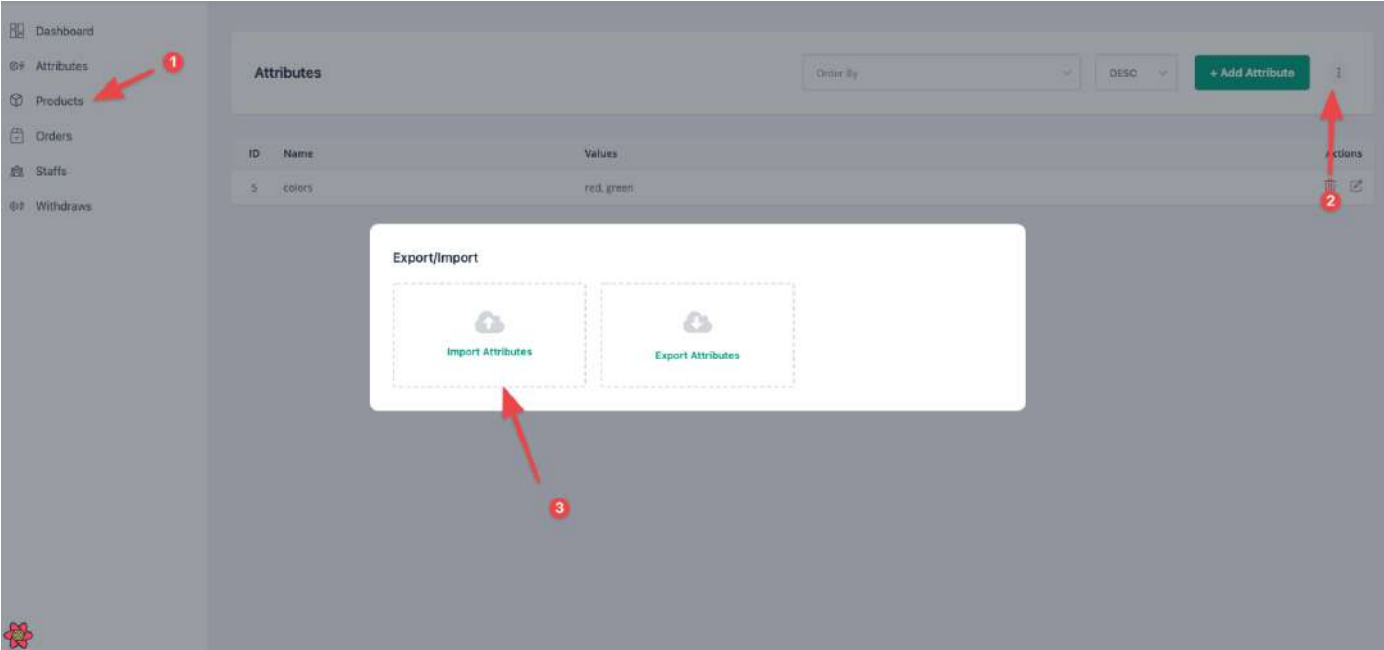 Dashboard
Attributes
1
Products
Orders
Staffs
Withdraws
Attributes
Order By
DESC
+ Add Attribute
ID Name Values Actions
5 colors red, green
2
Export/Import
Import Attributes
Export Attributes
3